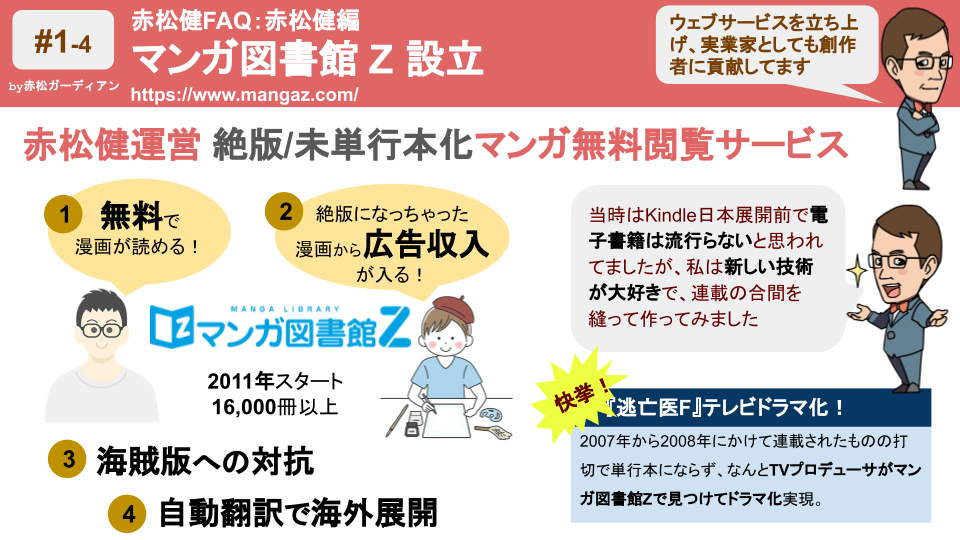 #1-4
by赤松ガーディアン
赤松健FAQ：赤松健編
マンガ図書館 Z 設立
https://www.mangaz.com/
ウェブサービスを立ち上
げ、実業家としても創作
者に貢献してます
赤松健運営 絶版/未単行本化マンガ無料閲覧サービス
1
無料で
漫画が読める！
2
絶版になっちゃった
漫画から広告収入
が入る！
MANGA LIBRARY
Z マンガ図書館Z
2011年スタート
16,000冊以上
3 海賊版への対抗
4 自動翻訳で海外展開
当時はKindle日本展開前で電
子書籍は流行らないと思われ
てましたが、私は新しい技術
が大好きで、連載の合間を
縫って作ってみました
快挙！
『逃亡医F』テレビドラマ化！
2007年から2008年にかけて連載されたものの打
切で単行本にならず、なんとTVプロデューサがマン
ガ図書館Zで見つけてドラマ化実現。